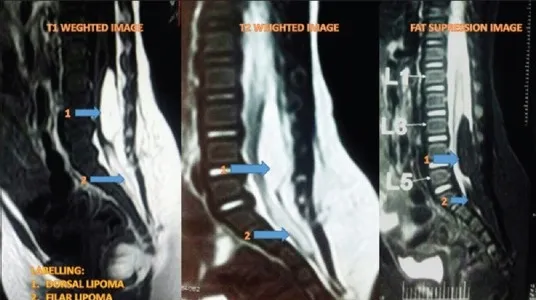 T1 WEGHTED IMAGE
T2 WEIGHTED IMAGE
FAT SUPRESSION IMAGE
L1
L3
L5
1
2
1
2
1
2
LABELLING:
1. DORSAL LIPOMA
2. FILAR LIPOMA